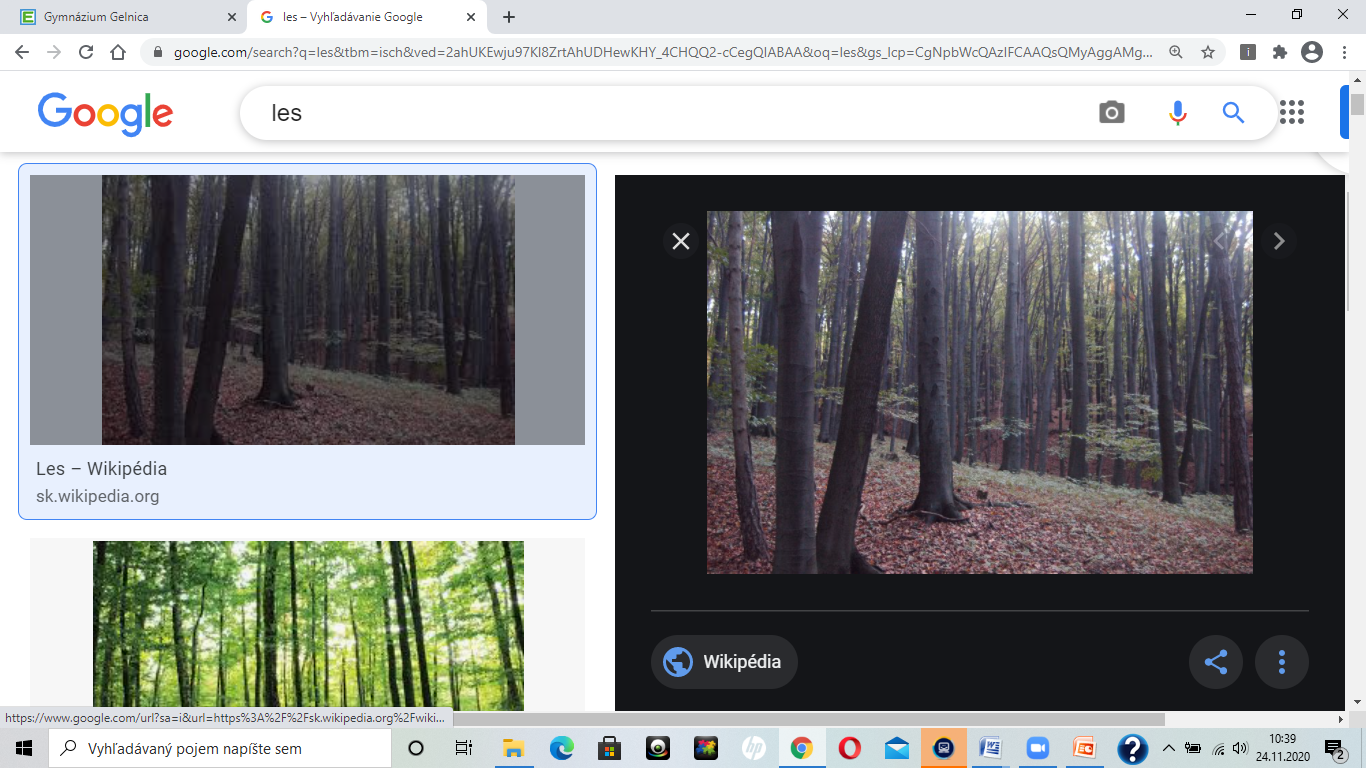 Gymnázium Gelnica
les – Vyhľadávanie Google
google.com/search?q=les&tbm=isch&ved=2ahUKEwju97Kl8ZrtAhUDHewKHY_4CHQQ2-cCegQIABAA&oq=les&gs_lcp=CgNpbWcQAzIFCAAQsQMyAggAMg...
Google
les
Les – Wikipédia
sk.wikipedia.org
Wikipédia
https://www.google.com/url?sa=i&url=https%3A%2F%2Fsk.wikipedia.org%2Fwiki...
Vyhľadávaný pojem napíšte sem
10:39
24.11.2020
2